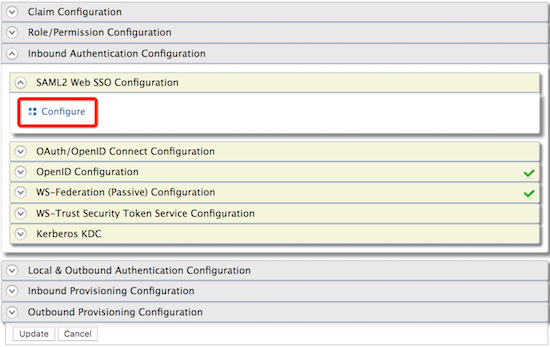 Claim Configuration
Role/Permission Configuration
Inbound Authentication Configuration
SAML2 Web SSO Configuration
Configure
OAuth/OpenID Connect Configuration
OpenID Configuration
WS-Federation (Passive) Configuration
WS-Trust Security Token Service Configuration
Kerberos KDC
Local & Outbound Authentication Configuration
Inbound Provisioning Configuration
Outbound Provisioning Configuration
Update Cancel